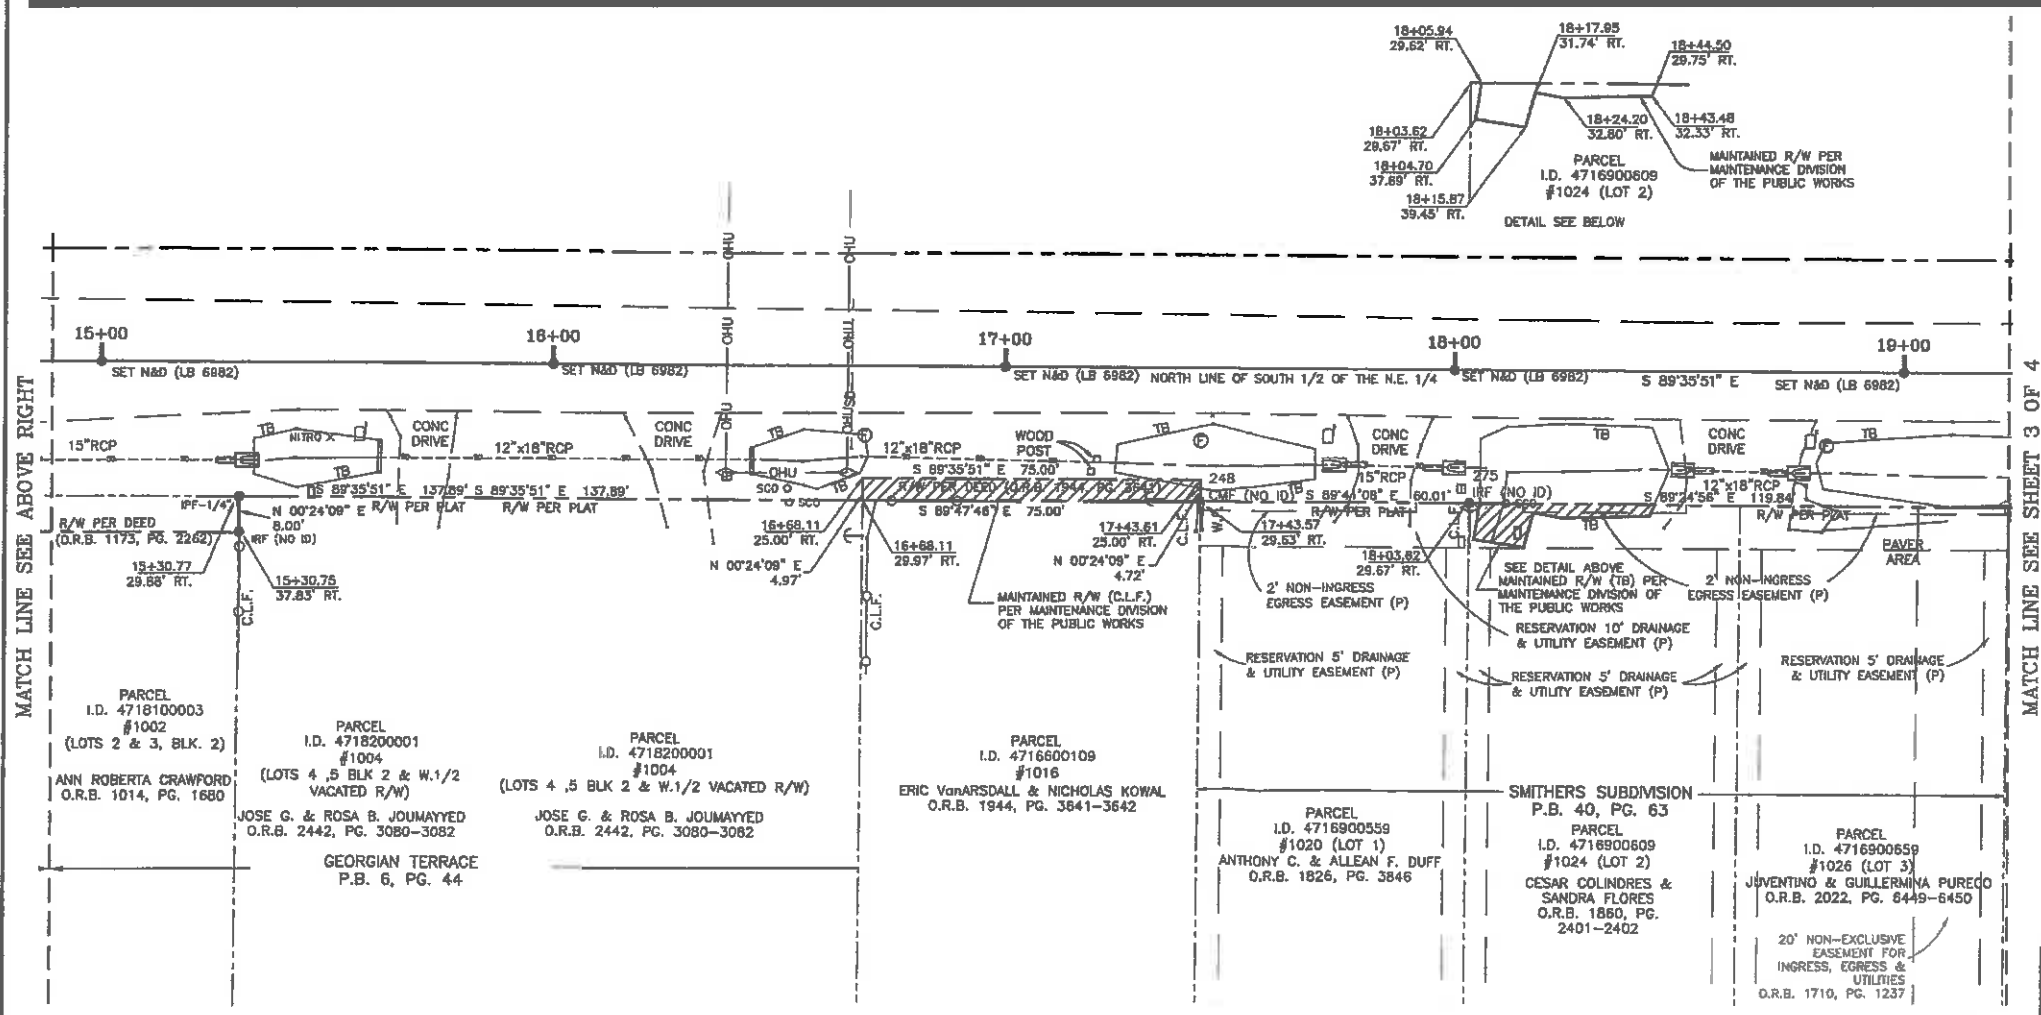 18+05.94
29.62' RT.
18+17.95
31.74' RT.
18+44.50
29.75' RT.
18+03.62
29.67' RT.
18+04.70
37.89' RT.
18+15.87
39.45' RT.
18+24.20
32.80' RT.
18+43.48
32.33' RT.
PARCEL
I.D. 4716900609
#1024 (LOT 2)
MAINTAINED R/W PER
MAINTENANCE DIVISION
OF THE PUBLIC WORKS
DETAIL SEE BELOW
OHU
OHU
OHU
15+00
16+00
17+00
18+00
19+00
SET N&D (LB 6982)
SET N&D (LB 6982)
SET N&D (LB 6982)
NORTH LINE OF SOUTH 1/2 OF THE N.E. 1/4
SET N&D (LB 6982)
S 89°35'51" E
SET N&D (LB 6982)
MATCH LINE SEE ABOVE RIGHT
MATCH LINE SEE SHEET 3 OF 4
15"RCP
TB
NITRO X
TB
CONC
DRIVE
12"x18"RCP
CONC
DRIVE
OHU
TB
OHU
TB
SCO
SCO
12"x18"RCP
WOOD
POST
S 89°35'51" E 75.00'
R/W PER DEED
S 89°47'46" E 75.00'
TB
248
TB
CMF (NO ID)
CONC
DRIVE
15"RCP
S 89°41'08" E 60.01'
R/W PER PLAT
275
IRF (NO ID)
TB
TB
CONC
DRIVE
12"x18"RCP
S 89°24'58" E 119.84'
R/W PER PLAT
TB
IPF-1/4"
S 89°35'51" E 137.89'
R/W PER PLAT
S 89°35'51" E 137.89'
R/W PER PLAT
N 00°24'09" E
8.00'
IRF (NO ID)
R/W PER DEED
(O.R.B. 1173, PG. 2262)
15+30.77
29.88' RT.
15+30.75
37.83' RT.
C.L.F.
16+68.11
25.00' RT.
16+68.11
29.97' RT.
N 00°24'09" E
4.97'
C.L.F.
MAINTAINED R/W (C.L.F.)
PER MAINTENANCE DIVISION
OF THE PUBLIC WORKS
17+43.61
25.00' RT.
N 00°24'09" E
4.72'
17+43.57
29.63' RT.
2' NON-INGRESS
EGRESS EASEMENT (P)
18+03.62
29.67' RT.
SEE DETAIL ABOVE
MAINTAINED R/W (TB) PER
MAINTENANCE DIVISION OF
THE PUBLIC WORKS
2' NON-INGRESS
EGRESS EASEMENT (P)
PAVER
AREA
RESERVATION 10' DRAINAGE
& UTILITY EASEMENT (P)
RESERVATION 5' DRAINAGE
& UTILITY EASEMENT (P)
RESERVATION 5' DRAINAGE
& UTILITY EASEMENT (P)
RESERVATION 5' DRAINAGE
& UTILITY EASEMENT (P)
PARCEL
I.D. 4718100003
#1002
(LOTS 2 & 3, BLK. 2)
ANN ROBERTA CRAWFORD
O.R.B. 1014, PG. 1680
PARCEL
I.D. 4718200001
#1004
(LOTS 4 ,5 BLK 2 & W.1/2
VACATED R/W)
JOSE G. & ROSA B. JOUMAYYED
O.R.B. 2442, PG. 3080-3082
GEORGIAN TERRACE
P.B. 6, PG. 44
PARCEL
I.D. 4718200001
#1004
(LOTS 4 ,5 BLK 2 & W.1/2 VACATED R/W)
JOSE G. & ROSA B. JOUMAYYED
O.R.B. 2442, PG. 3080-3082
PARCEL
I.D. 4716600109
#1016
ERIC VanARSDALL & NICHOLAS KOWAL
O.R.B. 1944, PG. 3641-3642
SMITHERS SUBDIVISION
P.B. 40, PG. 63
PARCEL
I.D. 4716900559
#1020 (LOT 1)
ANTHONY C. & ALLEAN F. DUFF
O.R.B. 1826, PG. 3846
PARCEL
I.D. 4716900609
#1024 (LOT 2)
CESAR COLINDRES &
SANDRA FLORES
O.R.B. 1860, PG.
2401-2402
PARCEL
I.D. 4716900659
#1026 (LOT 3)
JUVENTINO & GUILLERMINA PURECO
O.R.B. 2022, PG. 6449-6450
20' NON-EXCLUSIVE
EASEMENT FOR
INGRESS, EGRESS &
UTILITIES
O.R.B. 1710, PG. 1237